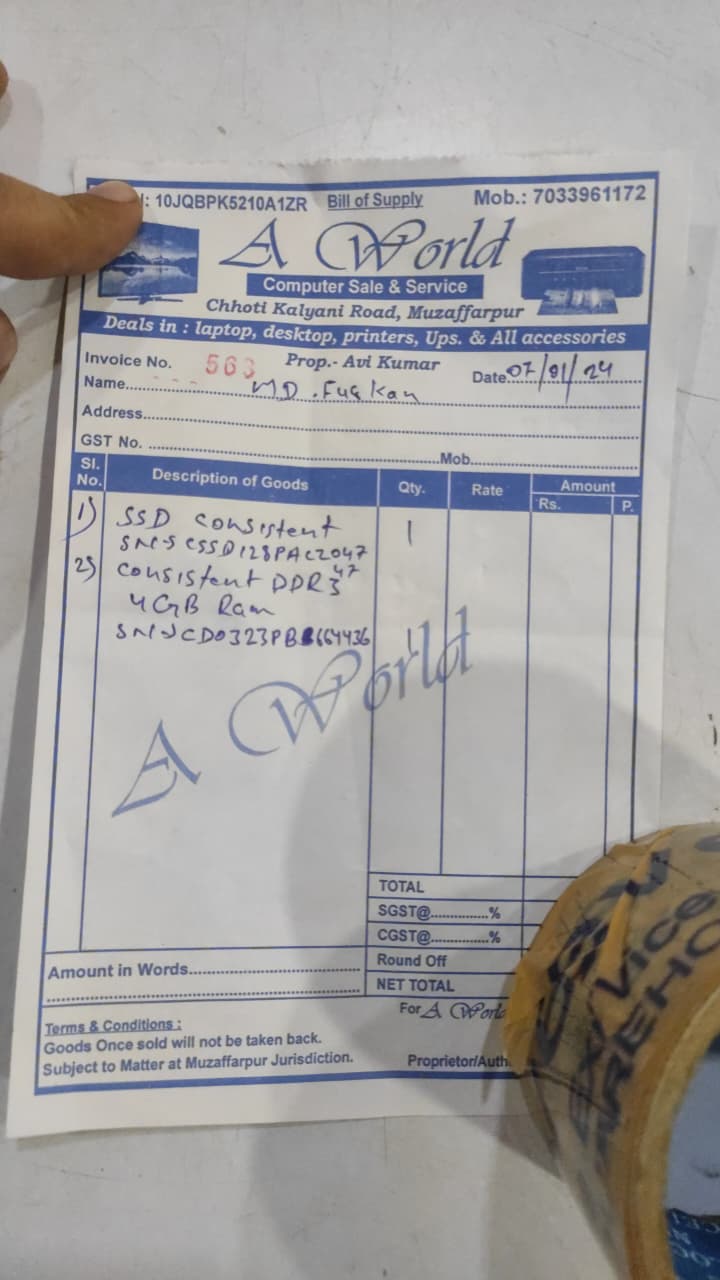 : 10JQBPK5210A1ZR Bill of Supply Mob.: 7033961172
A World
Computer Sale & Service
Chhoti Kalyani Road, Muzaffarpur
Deals in : laptop, desktop, printers, Ups. & All accessories
Invoice No. 563 Prop.- Avi Kumar Date 07/01/24
Name MD. Fuqkan
Address
GST No. Mob.
Sl. No. Description of Goods Qty. Rate Amount
Rs. P.
1) SSD Consistent 1
CSSD128PAC2047
2) Consistent DDR3
4GB Ram
1
A World
TOTAL
SGST@..............%
CGST@..............%
Amount in Words Round Off
NET TOTAL
For A World
Terms & Conditions :
Goods Once sold will not be taken back.
Subject to Matter at Muzaffarpur Jurisdiction. Proprietor/Auth